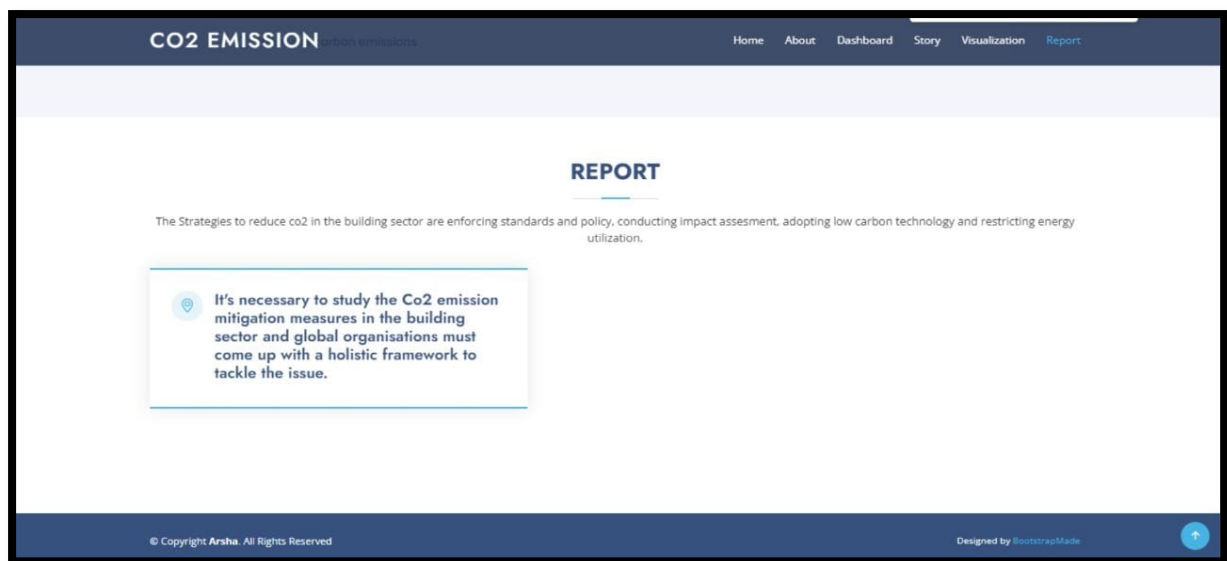 CO2 EMISSION
arbon emissions
Home About Dashboard Story Visualization Report
REPORT
The Strategies to reduce co2 in the building sector are enforcing standards and policy, conducting impact assesment, adopting low carbon technology and restricting energy
utilization.
It's necessary to study the Co2 emission
mitigation measures in the building
sector and global organisations must
come up with a holistic framework to
tackle the issue.
© Copyright Arsha. All Rights Reserved
Designed by BootstrapMade